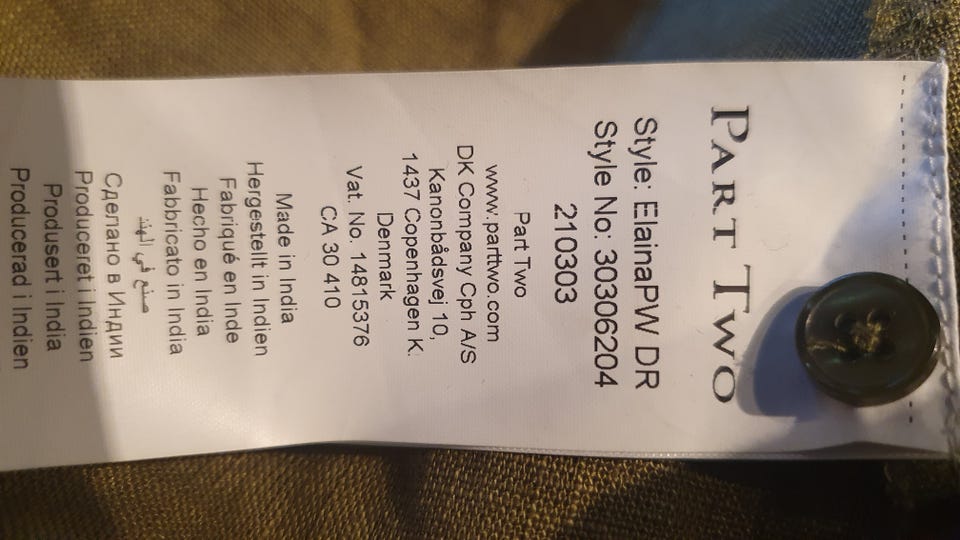 PART TWO
Style: ElainaPW DR
Style No: 30306204
210303
Part Two
www.parttwo.com
DK Company Cph A/S
Kanonbådsvej 10,
1437 Copenhagen K.
Denmark
Vat. No. 14815376
CA 30 410
Made in India
Hergestellt in Indien
Fabriqué en Inde
Hecho en India
Fabbricato in India
صنع في الهند
Сделано в Индии
Produceret i Indien
Produsert i India
Producerad i Indien